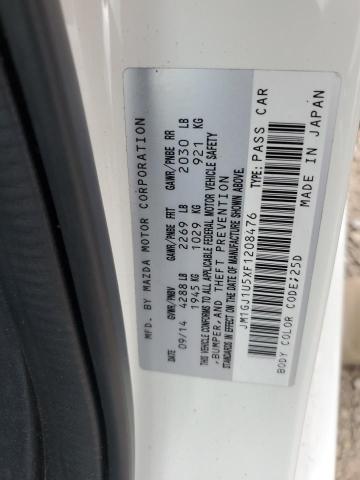 MFD. BY MAZDA MOTOR CORPORATION
DATE GVWR/PNBV GAWR/PNBE FRT GAWR/PNBE RR
09/14 4288 LB 2269 LB 2030 LB
1945 KG 1029 KG 921 KG
VEHICLE CONFORMS TO ALL APPLICABLE FEDERAL MOTOR VEHICLE SAFETY
,BUMPER,AND THEFT PREVENTION
STANDARDS IN EFFECT ON THE DATE OF MANUFACTURE SHOWN ABOVE.
JM1GJ1U5XF1208476 TYPE: PASS CAR
BODY COLOR CODE:25D MADE IN JAPAN